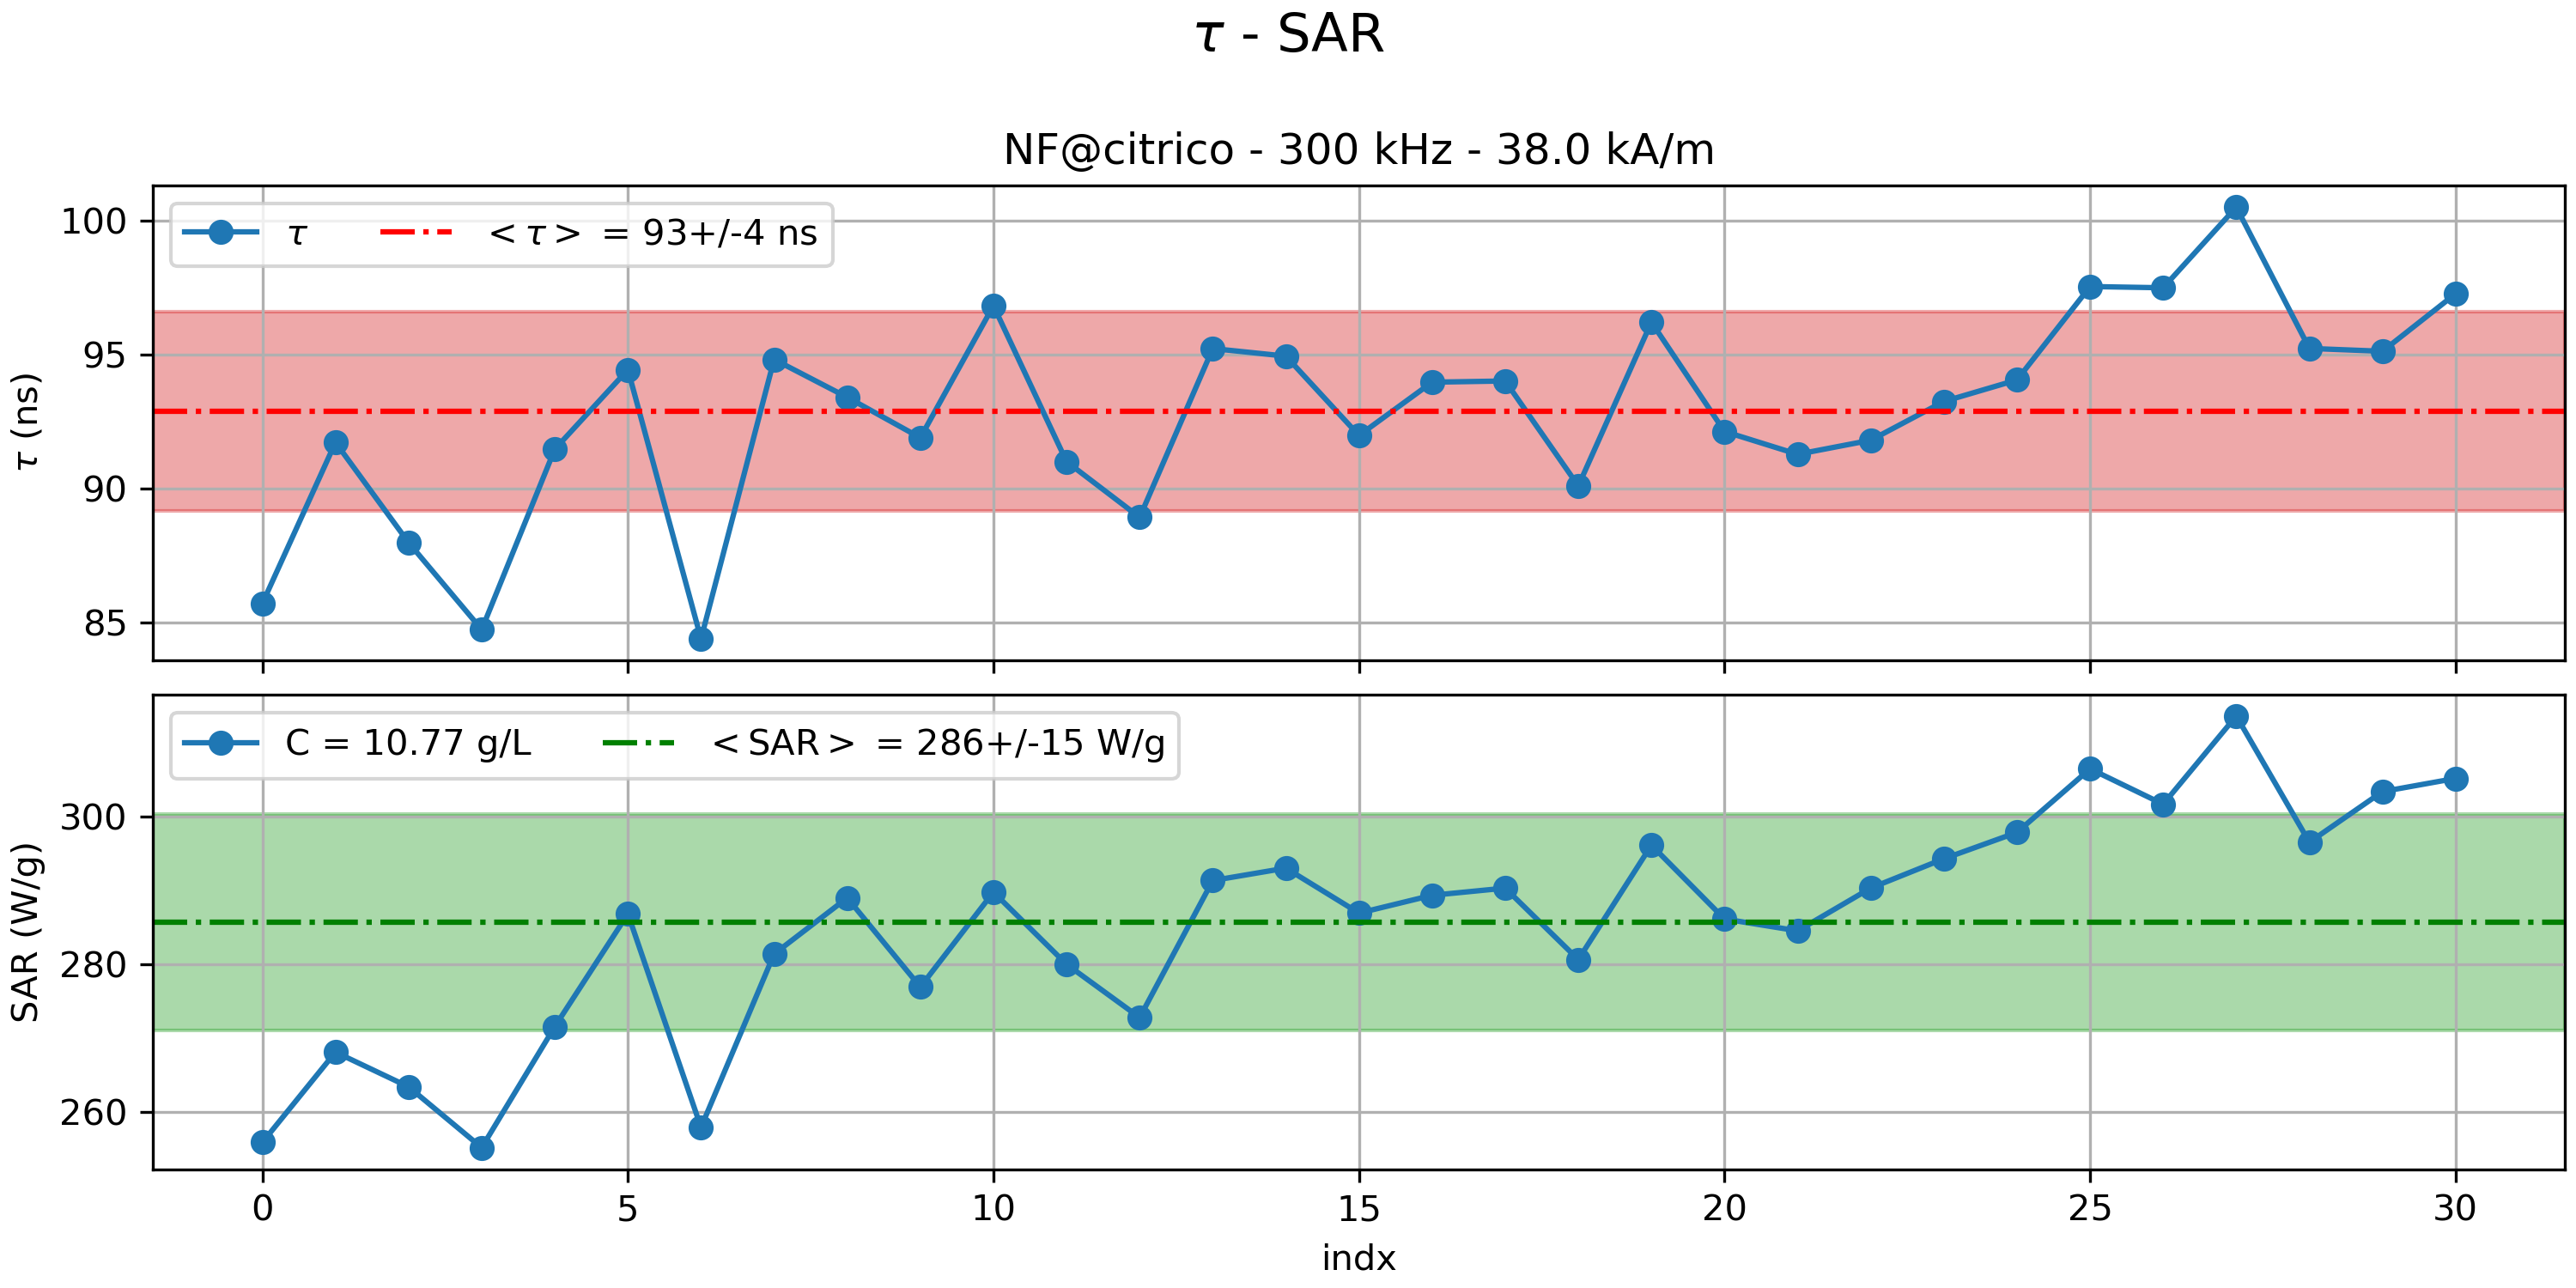 τ - SAR
NF@citrico - 300 kHz - 38.0 kA/m
τ (ns)
100
95
90
85
τ <τ> = 93+/-4 ns
SAR (W/g)
300
280
260
C = 10.77 g/L <SAR> = 286+/-15 W/g
0 5 10 15 20 25 30
indx